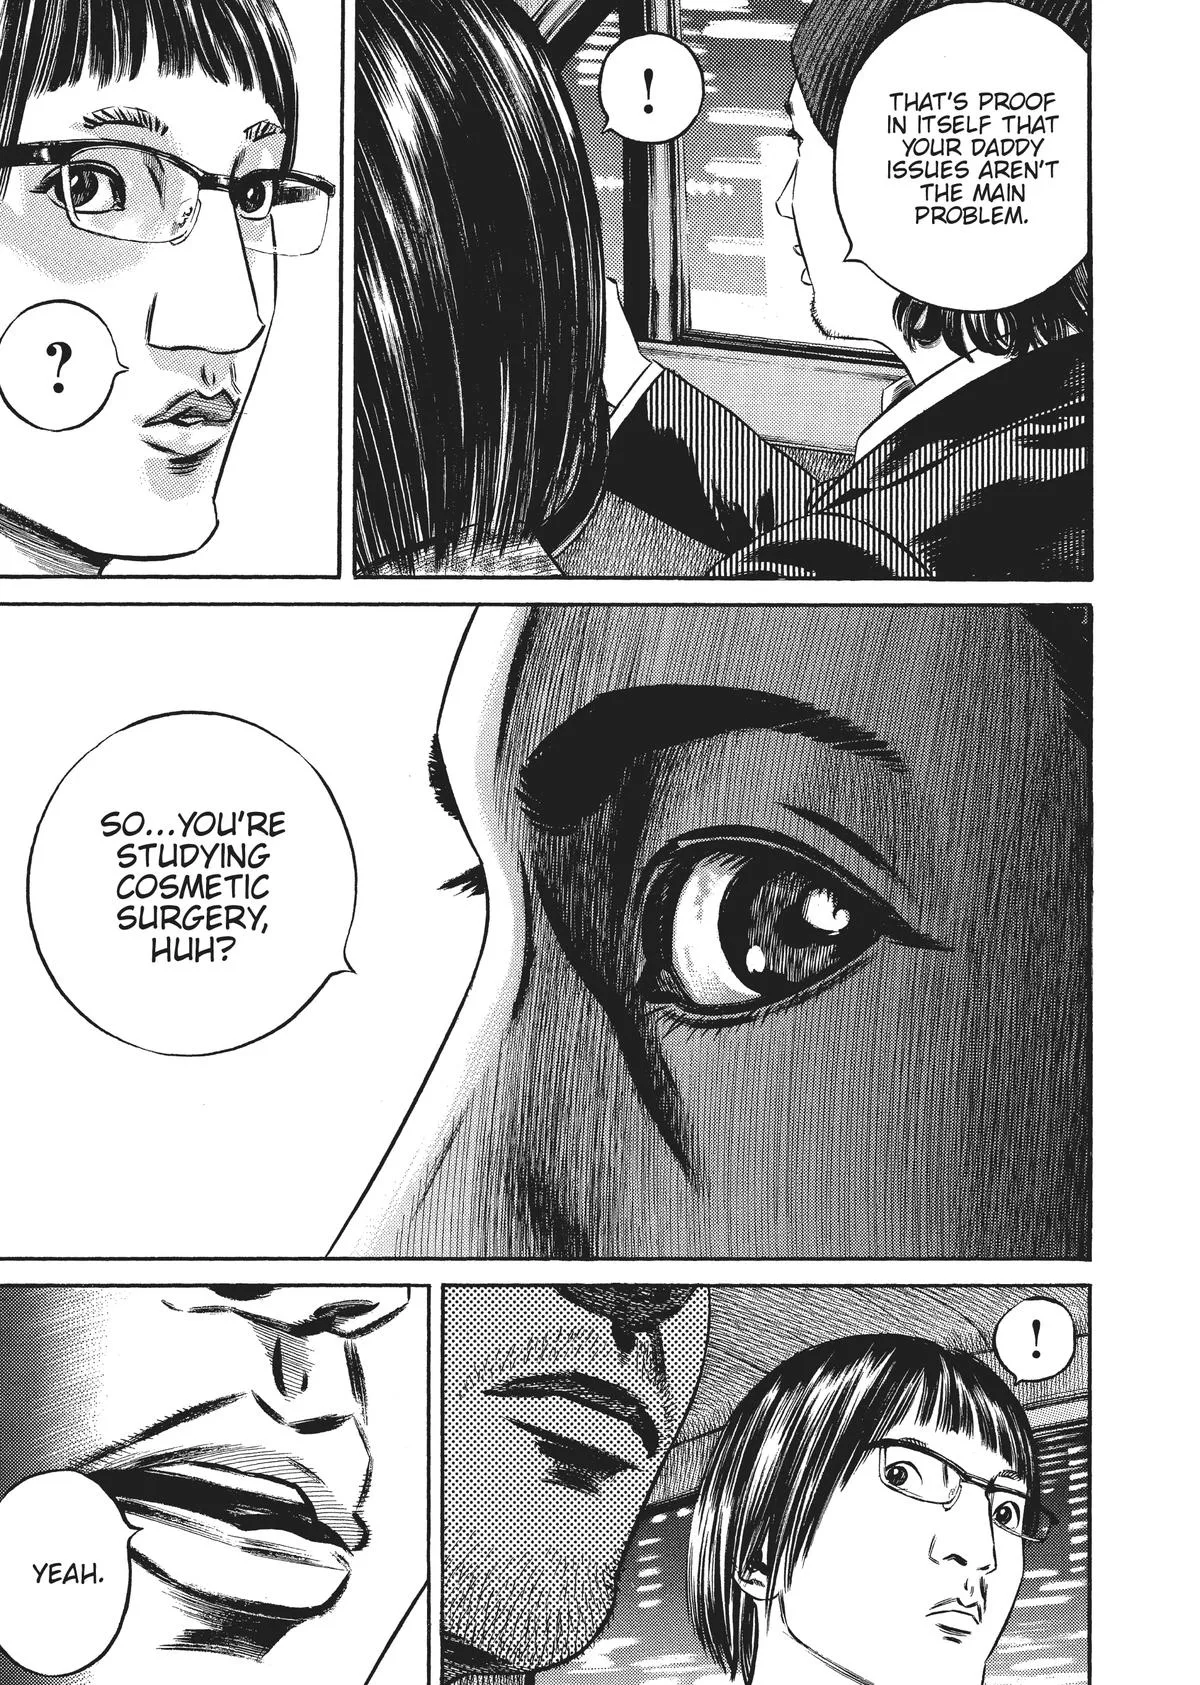 THAT'S PROOF
IN ITSELF THAT
YOUR DADDY
ISSUES AREN'T
THE MAIN
PROBLEM.
!
?
SO...YOU'RE
STUDYING
COSMETIC
SURGERY,
HUH?
!
YEAH.